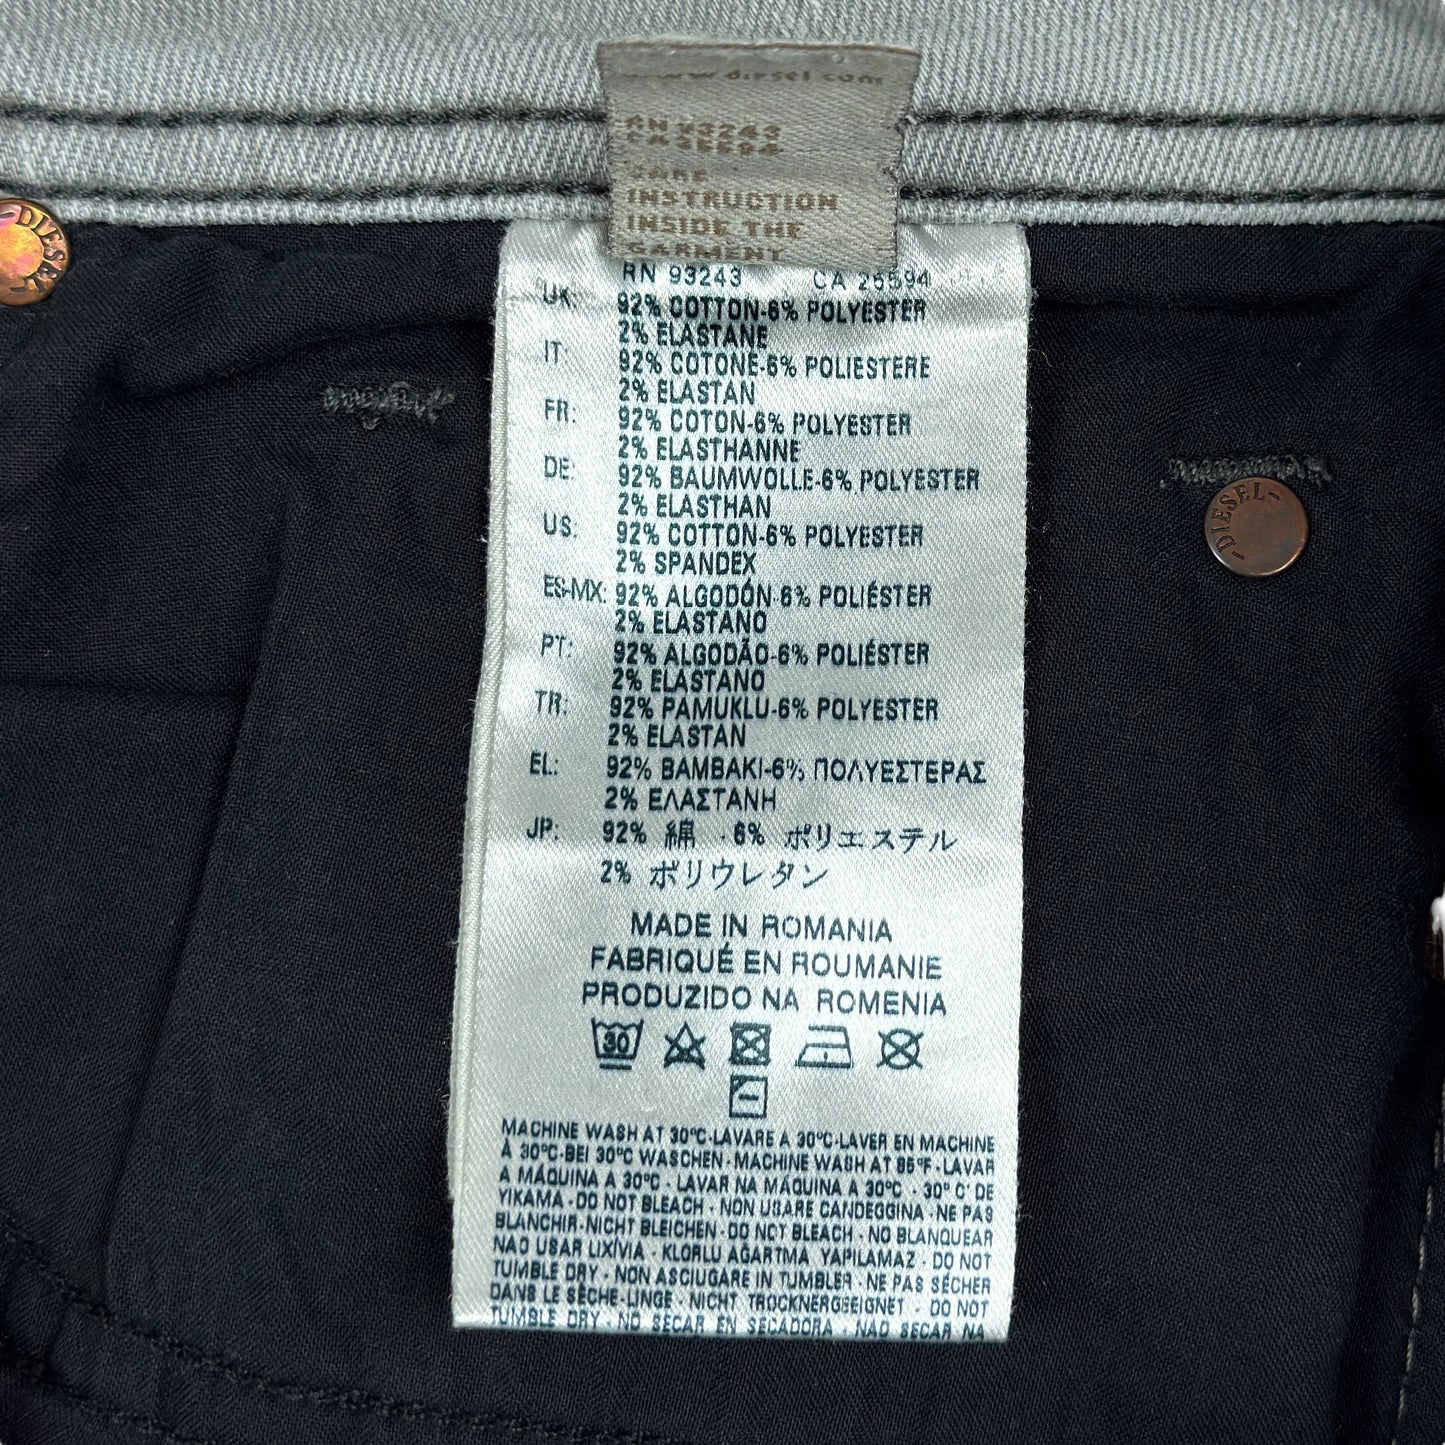 www.diesel.com
RN 93243
CA 25594
CARE
INSTRUCTION
INSIDE THE
GARMENT
RN 93243 CA 25594
UK: 92% COTTON-6% POLYESTER
2% ELASTANE
IT: 92% COTONE-6% POLIESTERE
2% ELASTAN
FR: 92% COTON-6% POLYESTER
2% ELASTHANNE
DE: 92% BAUMWOLLE-6% POLYESTER
2% ELASTHAN
US: 92% COTTON-6% POLYESTER
2% SPANDEX
ES-MX: 92% ALGODÓN-6% POLIÉSTER
2% ELASTANO
PT: 92% ALGODÃO-6% POLIÉSTER
2% ELASTANO
TR: 92% PAMUKLU-6% POLYESTER
2% ELASTAN
EL: 92% ΒΑΜΒΑΚΙ-6% ΠΟΛΥΕΣΤΕΡΑΣ
2% ΕΛΑΣΤΑΝΗ
JP: 92% 綿 · 6% ポリエステル
2% ポリウレタン
MADE IN ROMANIA
FABRIQUÉ EN ROUMANIE
PRODUZIDO NA ROMENIA
30
MACHINE WASH AT 30°C-LAVARE A 30°C-LAVER EN MACHINE
À 30°C-BEI 30°C WASCHEN - MACHINE WASH AT 85°F - LAVAR
A MÁQUINA A 30°C - LAVAR NA MÁQUINA A 30°C - 30° C' DE
YIKAMA - DO NOT BLEACH - NON USARE CANDEGGINA - NE PAS
BLANCHIR-NICHT BLEICHEN - DO NOT BLEACH - NO BLANQUEAR
NAO USAR LIXÍVIA - KLORLU AĞARTMA YAPILAMAZ - DO NOT
TUMBLE DRY - NON ASCIUGARE IN TUMBLER - NE PAS SÉCHER
DANS LE SÈCHE-LINGE - NICHT TROCKNERGEEIGNET - DO NOT
TUMBLE DRY - NO SECAR EN SECADORA - NAO SECAR NA
DIESEL
DIESEL